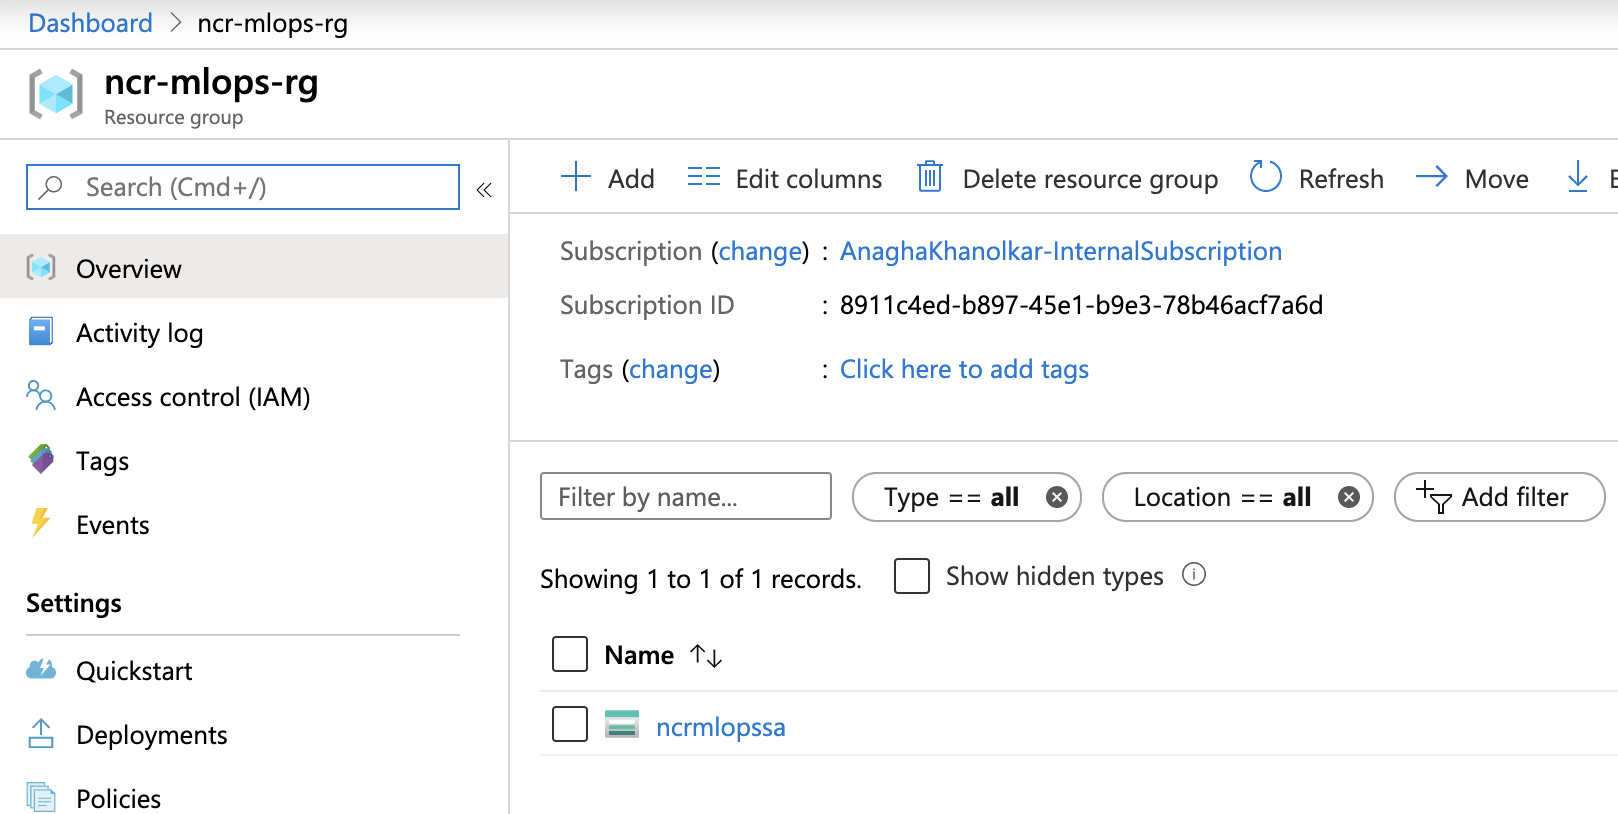 Dashboard > ncr-mlops-rg
ncr-mlops-rg
Resource group
Search (Cmd+/)
«
Overview
Activity log
Access control (IAM)
Tags
Events
Settings
Quickstart
Deployments
Policies
Add
Edit columns
Delete resource group
Refresh
Move
Subscription (change) : AnaghaKhanolkar-InternalSubscription
Subscription ID : 8911c4ed-b897-45e1-b9e3-78b46acf7a6d
Tags (change) : Click here to add tags
Filter by name...
Type == all
Location == all
Add filter
Showing 1 to 1 of 1 records.
Show hidden types
Name ↑↓
ncrmlopssa